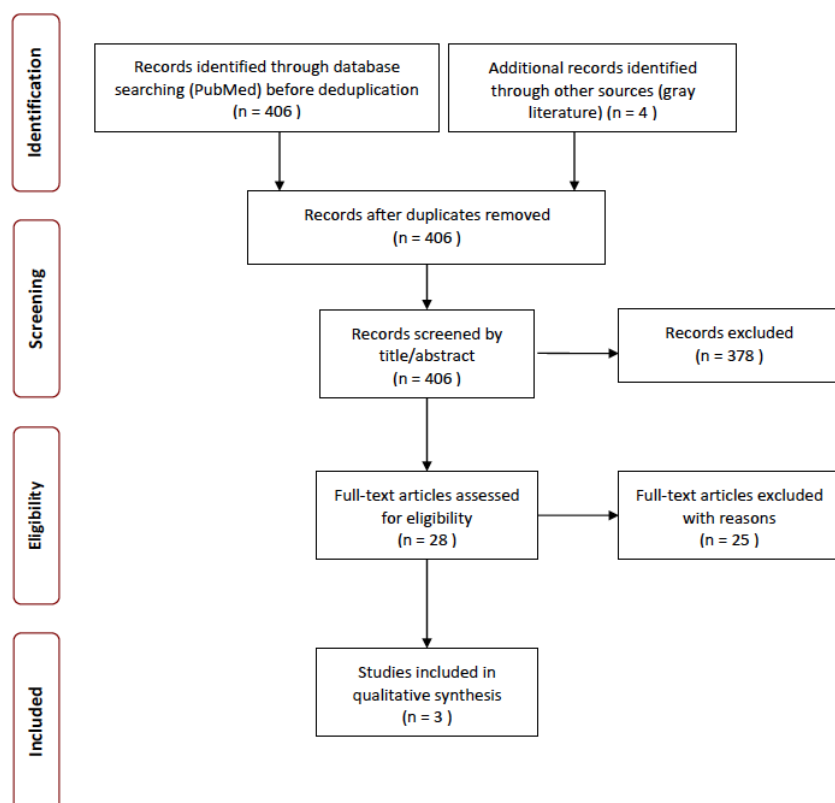 Identification
Records identified through database
searching (PubMed) before deduplication
(n = 406 )
Additional records identified
through other sources (gray
literature) (n = 4 )
Records after duplicates removed
(n = 406 )
Screening
Records screened by
title/abstract
(n = 406 )
Records excluded
(n = 378 )
Eligibility
Full-text articles assessed
for eligibility
(n = 28 )
Full-text articles excluded
with reasons
(n = 25 )
Included
Studies included in
qualitative synthesis
(n = 3 )